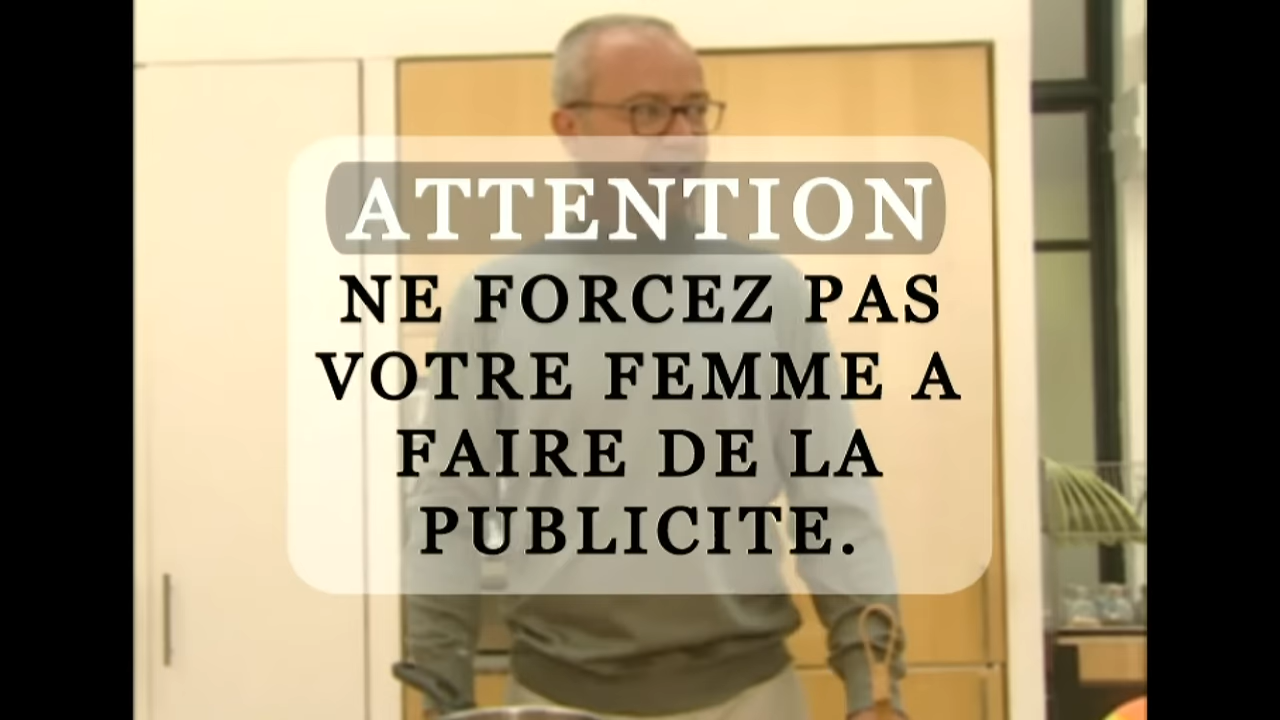 ATTENTION
NE FORCEZ PAS
VOTRE FEMME A
FAIRE DE LA
PUBLICITE.